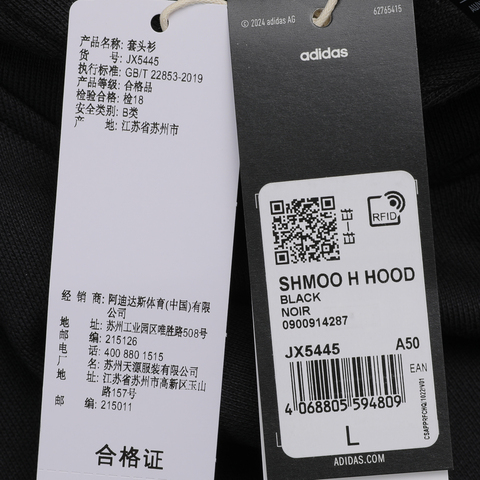 产品名称: 套头衫
货 号: JX5445
执行标准: GB/T 22853-2019
产品等级: 合格品
检验合格: 检18
安全类别: B类
产 地: 江苏省苏州市
经 销 商: 阿迪达斯体育(中国)有限
公司
地 址: 苏州工业园区唯胜路508号
邮 编: 215126
电 话: 400 880 1515
厂 名: 苏州天源服装有限公司
地 址: 江苏省苏州市高新区玉山
路157号
邮 编: 215011
合格证
© 2024 adidas AG
62765415
adidas
RFID
SHMOO H HOOD
BLACK
NOIR
0900914287
JX5445 A50
EAN
4 068805 594809
L
ADIDAS.COM